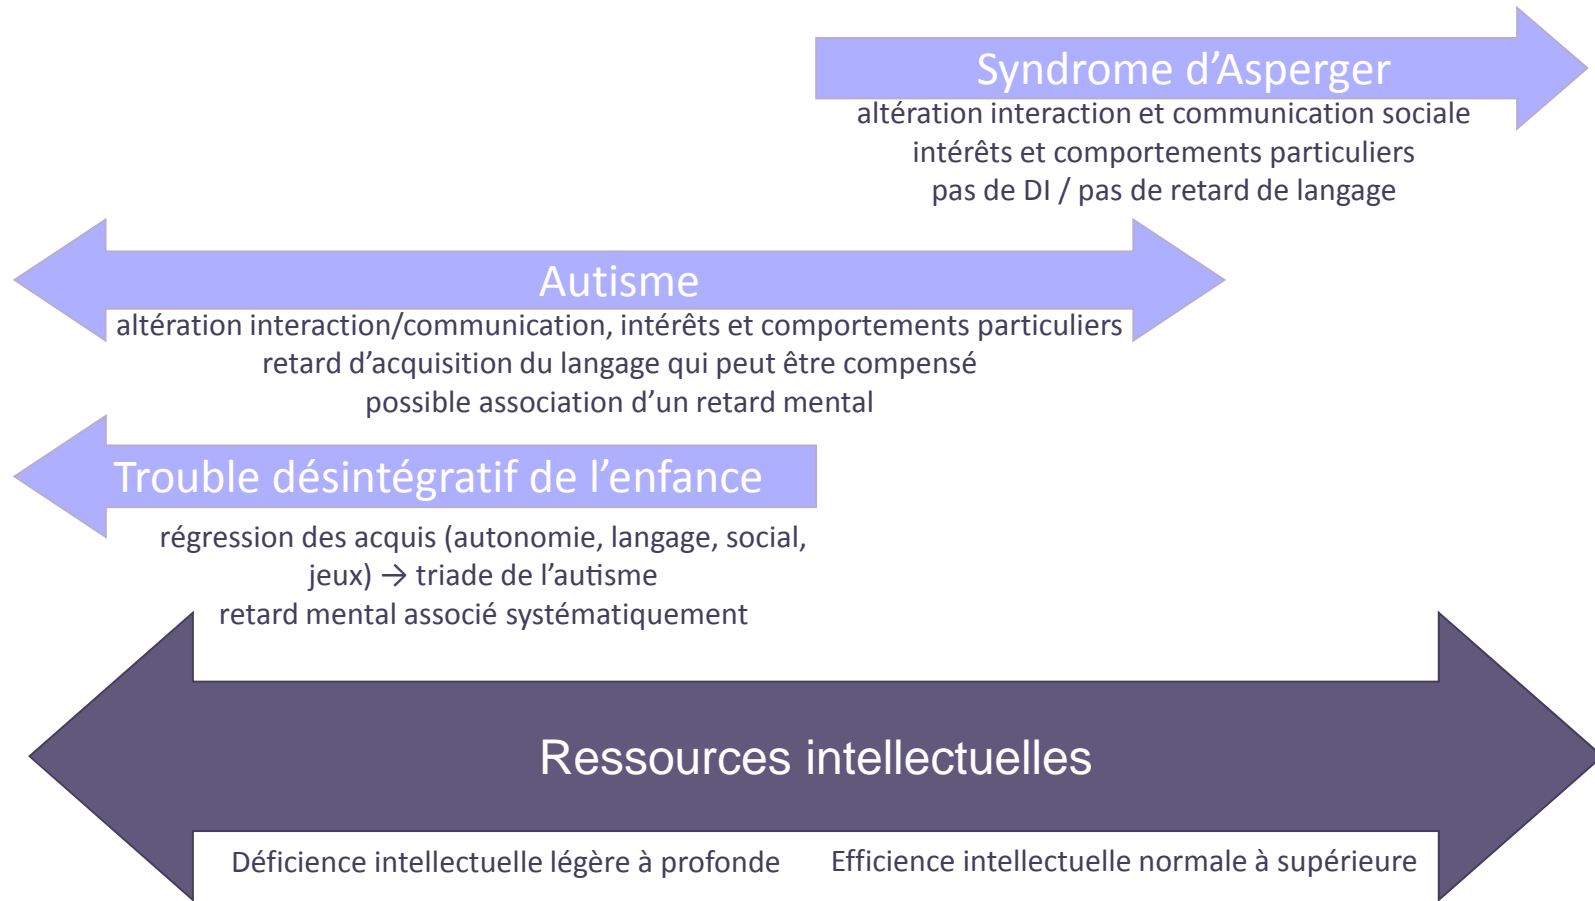 Syndrome d’Asperger
altération interaction et communication sociale
intérêts et comportements particuliers
pas de DI / pas de retard de langage
Autisme
altération interaction/communication, intérêts et comportements particuliers
retard d’acquisition du langage qui peut être compensé
possible association d’un retard mental
Trouble désintégratif de l’enfance
régression des acquis (autonomie, langage, social,
jeux) → triade de l’autisme
retard mental associé systématiquement
Ressources intellectuelles
Déficience intellectuelle légère à profonde
Efficience intellectuelle normale à supérieure